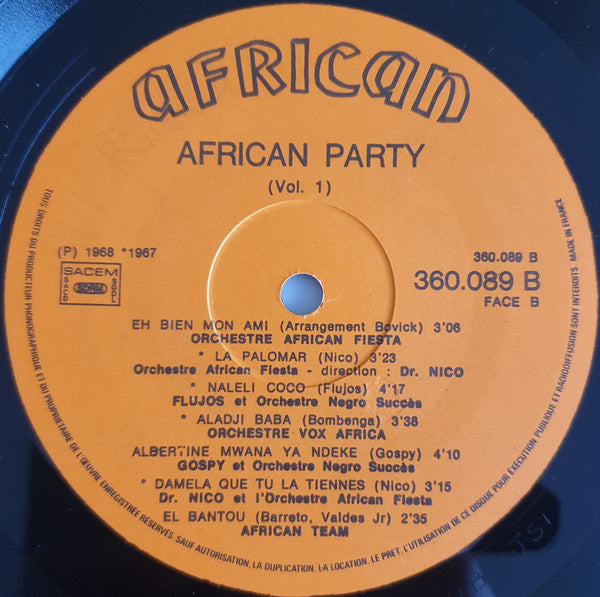 AFRICAN
AFRICAN PARTY
(Vol. 1)
(P) 1968 *1967
SACEM
SACD
SDRM
SGDL
360.089 B
360.089 B
FACE B
EH BIEN MON AMI (Arrangement Bovick) 3'06
ORCHESTRE AFRICAN FIESTA
* LA PALOMAR (Nico) 3'23
Orchestre African Fiesta - direction : Dr. NICO
* NALELI COCO (Flujos) 4'17
FLUJOS et Orchestre Negro Succès
* ALADJI BABA (Bombenga) 3'38
ORCHESTRE VOX AFRICA
ALBERTINE MWANA YA NDEKE (Gospy) 4'10
GOSPY et Orchestre Negro Succès
* DAMELA QUE TU LA TIENNES (Nico) 3'15
Dr. NICO et l'Orchestre African Fiesta
EL BANTOU (Barreto, Valdes Jr) 2'35
AFRICAN TEAM
TOUS DROITS DU PRODUCTEUR PHONOGRAPHIQUE ET DU PROPRIETAIRE DE L'ŒUVRE ENREGISTREE RESERVES. SAUF AUTORISATION, LA DUPLICATION, LA LOCATION, LE PRET, L'UTILISATION DE CE DISQUE POUR EXECUTION PUBLIQUE ET RADIODIFFUSION SONT INTERDITS MADE IN FRANCE